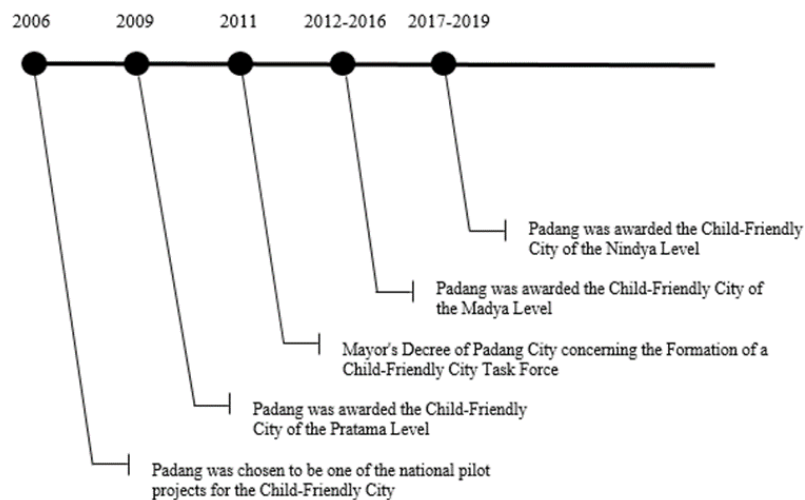 2006 2009 2011 2012-2016 2017-2019
Padang was awarded the Child-Friendly
City of the Nindya Level
Padang was awarded the Child-Friendly City of
the Madya Level
Mayor's Decree of Padang City concerning the Formation of a
Child-Friendly City Task Force
Padang was awarded the Child-Friendly
City of the Pratama Level
Padang was chosen to be one of the national pilot
projects for the Child-Friendly City